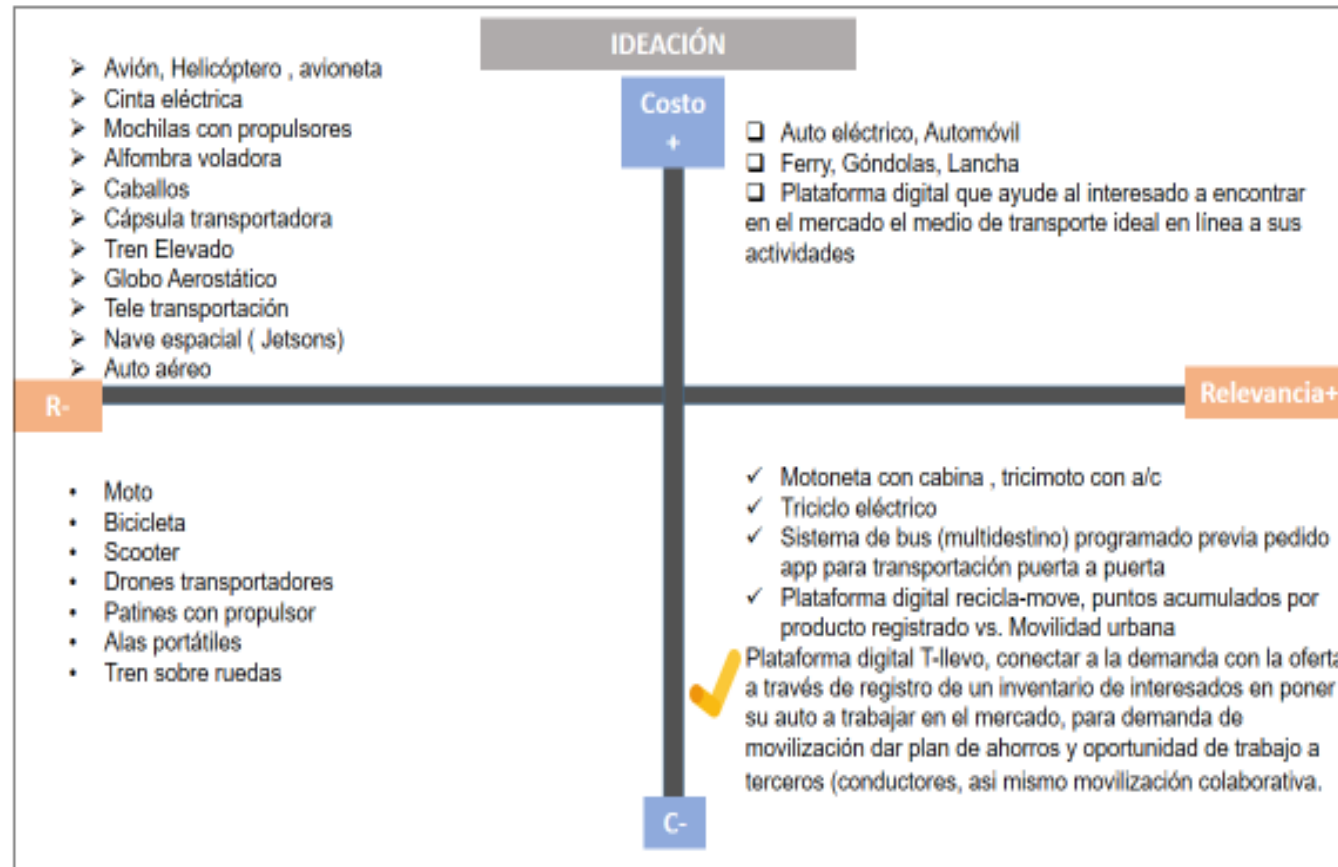 IDEACIÓN
Avión, Helicóptero , avioneta
Cinta eléctrica
Mochilas con propulsores
Alfombra voladora
Caballos
Cápsula transportadora
Tren Elevado
Globo Aerostático
Tele transportación
Nave espacial ( Jetsons)
Auto aéreo
Costo
+
Auto eléctrico, Automóvil
Ferry, Góndolas, Lancha
Plataforma digital que ayude al interesado a encontrar
en el mercado el medio de transporte ideal en línea a sus
actividades
R-
Relevancia+
Moto
Bicicleta
Scooter
Drones transportadores
Patines con propulsor
Alas portátiles
Tren sobre ruedas
Motoneta con cabina , tricimoto con a/c
Triciclo eléctrico
Sistema de bus (multidestino) programado previa pedido
app para transportación puerta a puerta
Plataforma digital recicla-move, puntos acumulados por
producto registrado vs. Movilidad urbana
Plataforma digital T-llevo, conectar a la demanda con la oferta
a través de registro de un inventario de interesados en poner
su auto a trabajar en el mercado, para demanda de
movilización dar plan de ahorros y oportunidad de trabajo a
terceros (conductores, asi mismo movilización colaborativa.
C-